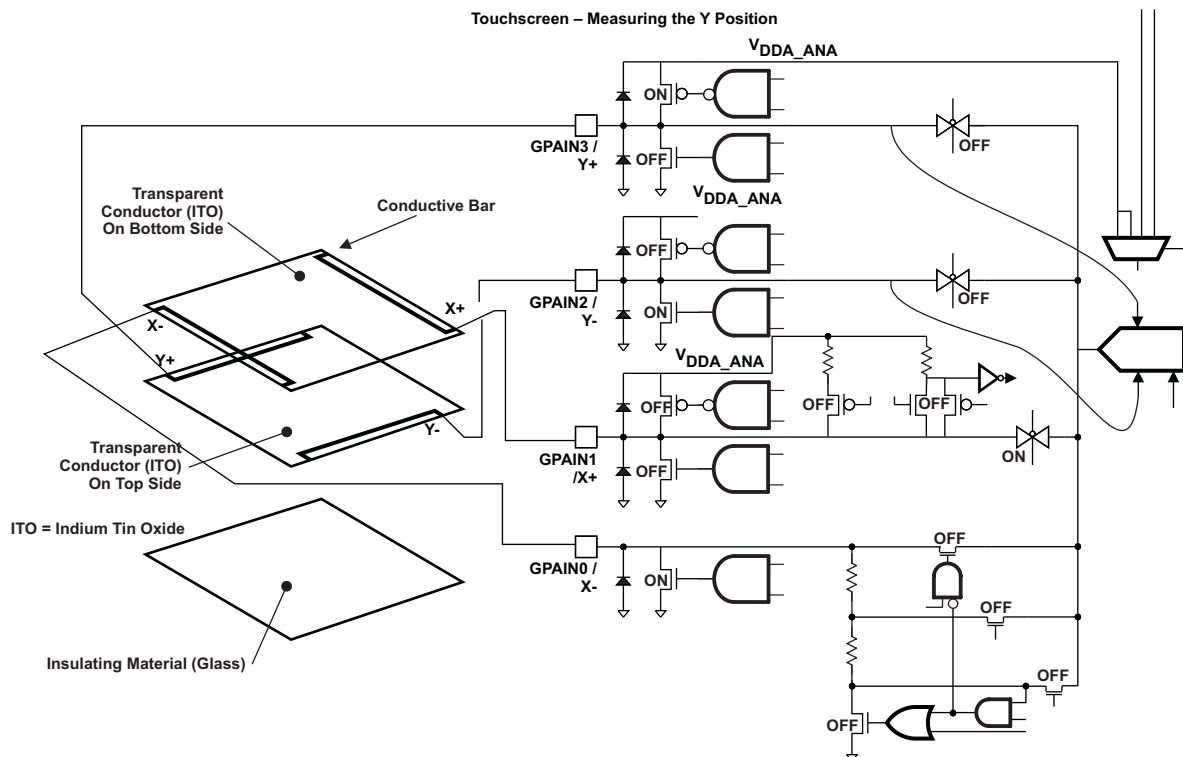 Touchscreen – Measuring the Y Position
VDDA_ANA
ON
OFF
GPAIN3 /
Y+
OFF
VDDA_ANA
Transparent
Conductor (ITO)
On Bottom Side
Conductive Bar
OFF
OFF
GPAIN2 /
Y-
ON
X-
X+
Y+
VDDA_ANA
OFF
OFF
OFF
Y-
GPAIN1
/X+
OFF
ON
Transparent
Conductor (ITO)
On Top Side
ITO = Indium Tin Oxide
OFF
GPAIN0 /
X-
ON
OFF
Insulating Material (Glass)
OFF
OFF